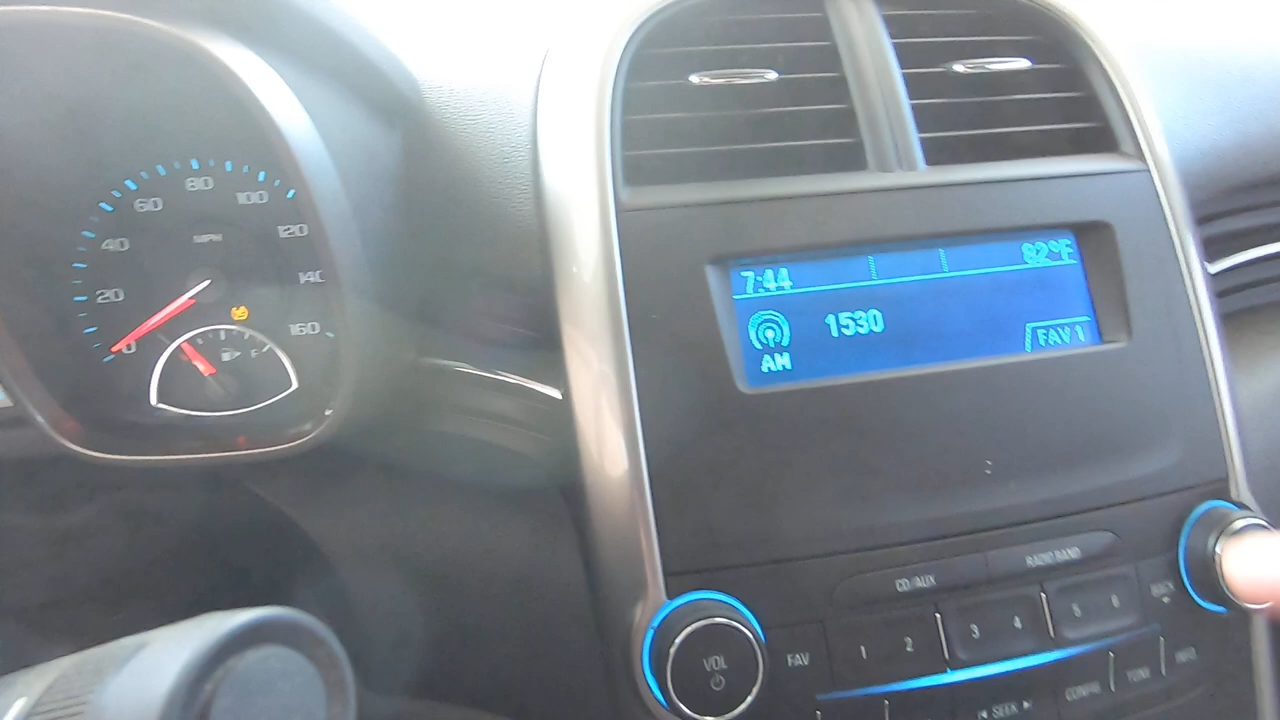 80
60
100
MPH
40
120
20
140
0
160
F
7:44
82°F
AM
1530
FAV 1
CD/AUX
RADIO BAND
VOL
FAV
1
2
3
4
5
6
BACK
SEEK
CONFIG
TONE
INFO